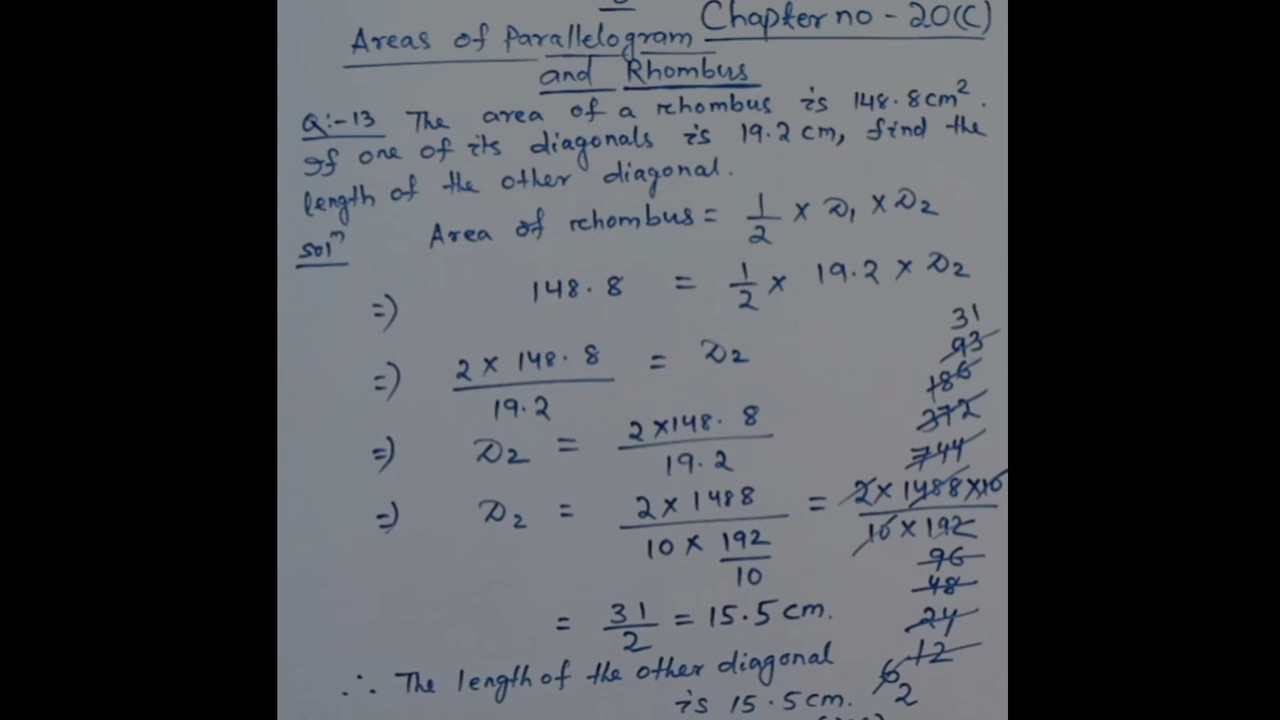 Chapter no - 20(C)
Areas of Parallelogram
and Rhombus
Q:-13 The area of a rhombus is 148.8cm².
If one of its diagonals is 19.2 cm, find the
length of the other diagonal.
Solⁿ Area of rhombus = 1/2 × D₁ × D₂
=) 148.8 = 1/2 × 19.2 × D₂
=) 2 × 148.8 / 19.2 = D₂
=) D₂ = 2 × 148.8 / 19.2
=) D₂ = 2 × 1488 / 10 × 192/10 = 2 × 1488 × 10 / 10 × 192
31
93
186
372
744
96
48
24
12
6
2
= 31/2 = 15.5 cm.
∴ The length of the other diagonal
is 15.5 cm.